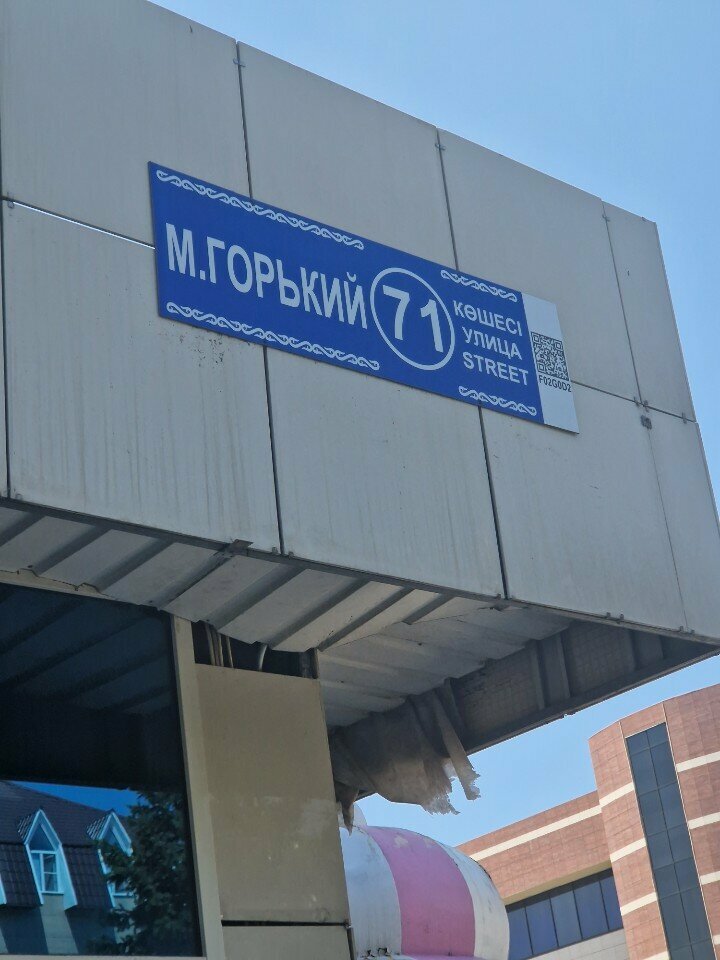 М.ГОРЬКИЙ
71
КӨШЕСІ
УЛИЦА
STREET
F02G0D2